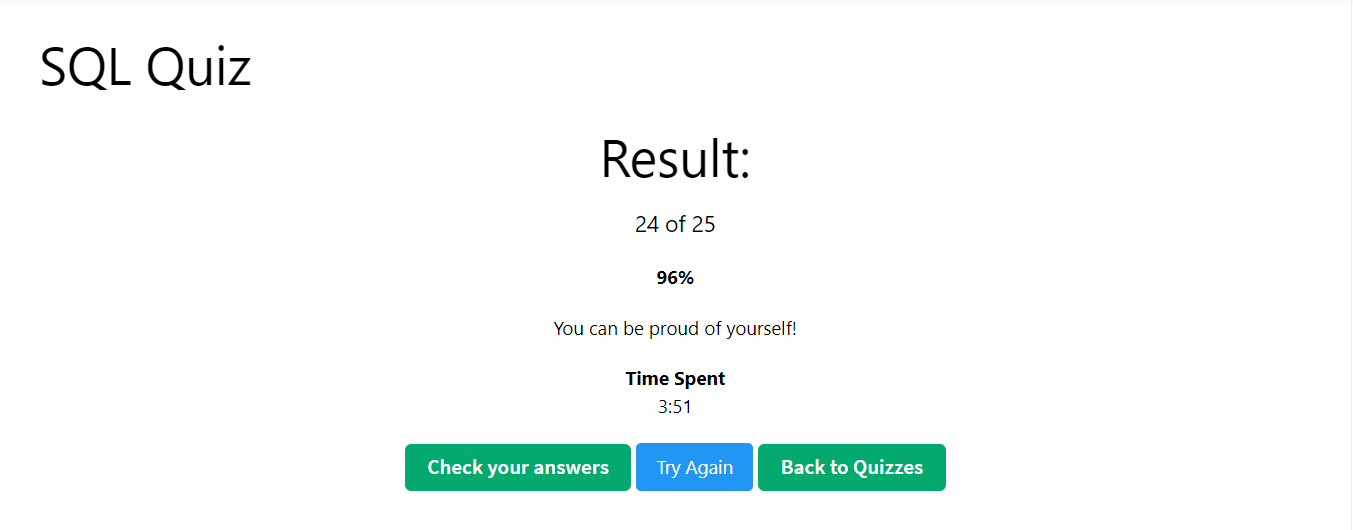 SQL Quiz
Result:
24 of 25
96%
You can be proud of yourself!
Time Spent
3:51
Check your answers Try Again Back to Quizzes